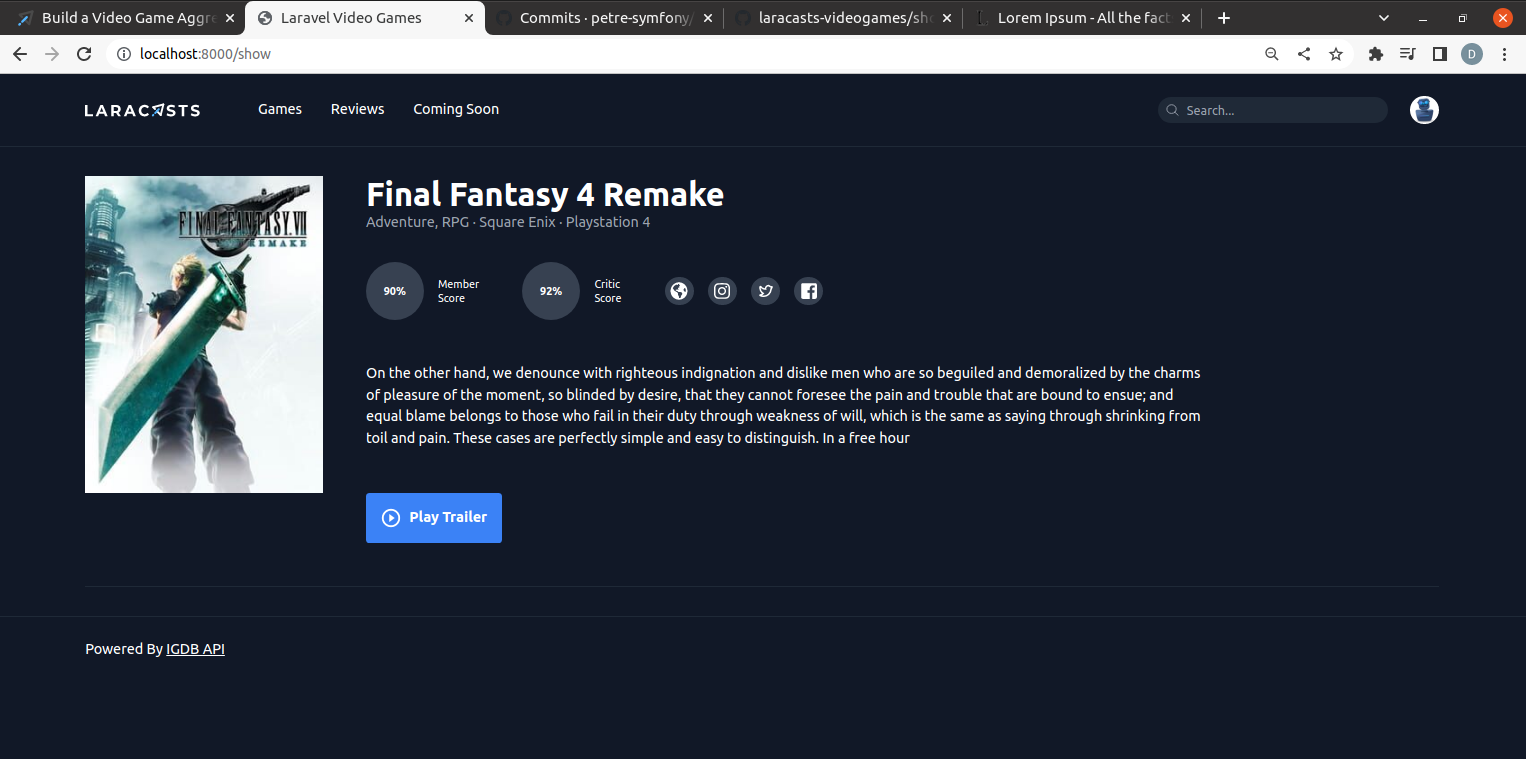 Build a Video Game Aggre
Laravel Video Games
Commits · petre-symfony/
laracasts-videogames/sho
Lorem Ipsum - All the fact
localhost:8000/show
D
LARACASTS
Games
Reviews
Coming Soon
Search...
FINAL FANTASY VII
REMAKE
Final Fantasy 4 Remake
Adventure, RPG · Square Enix · Playstation 4
90%
Member
Score
92%
Critic
Score
On the other hand, we denounce with righteous indignation and dislike men who are so beguiled and demoralized by the charms
of pleasure of the moment, so blinded by desire, that they cannot foresee the pain and trouble that are bound to ensue; and
equal blame belongs to those who fail in their duty through weakness of will, which is the same as saying through shrinking from
toil and pain. These cases are perfectly simple and easy to distinguish. In a free hour
Play Trailer
Powered By IGDB API